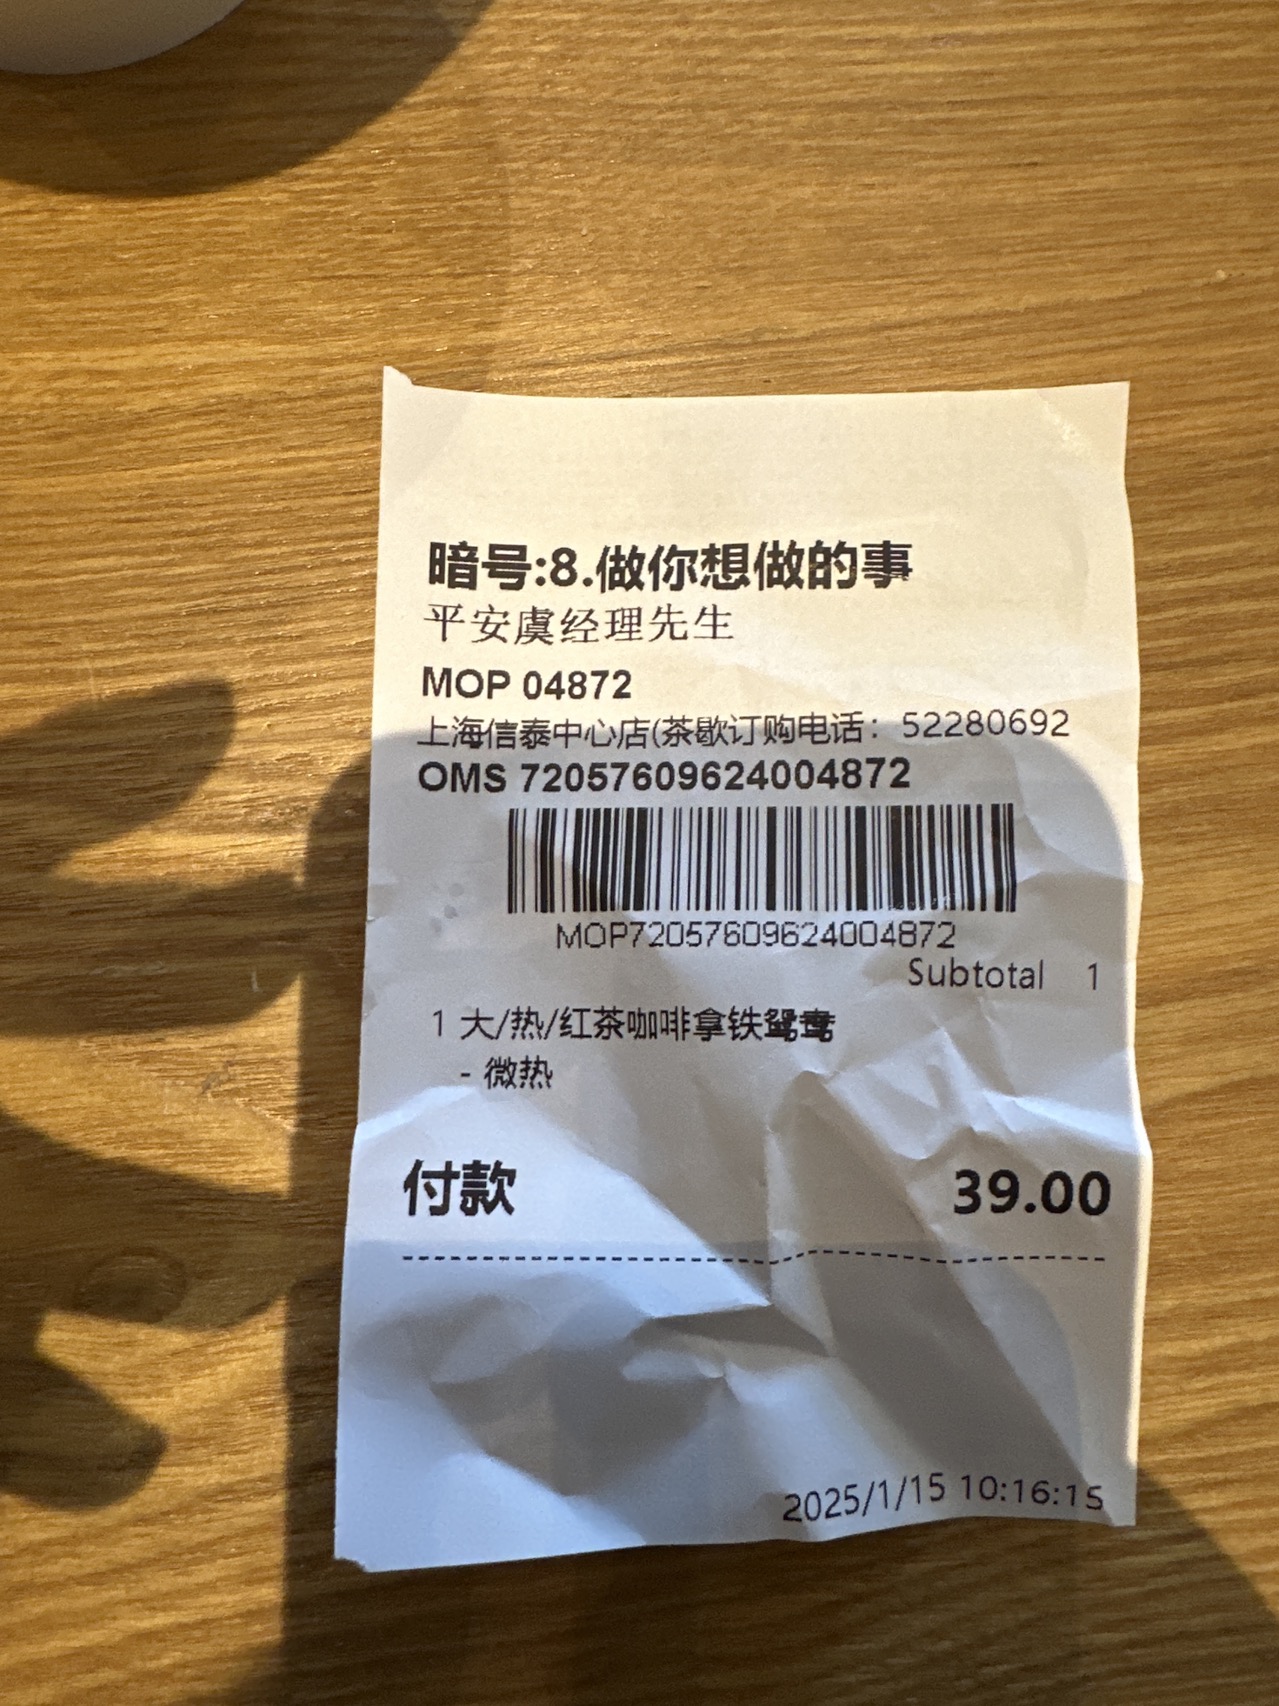 暗号:8.做你想做的事
平安虞经理先生
MOP 04872
上海信泰中心店(茶歇订购电话：52280692
OMS 72057609624004872
MOP72057609624004872
Subtotal 1
1 大/热/红茶咖啡拿铁鸳鸯
- 微热
付款 39.00
2025/1/15 10:16:15